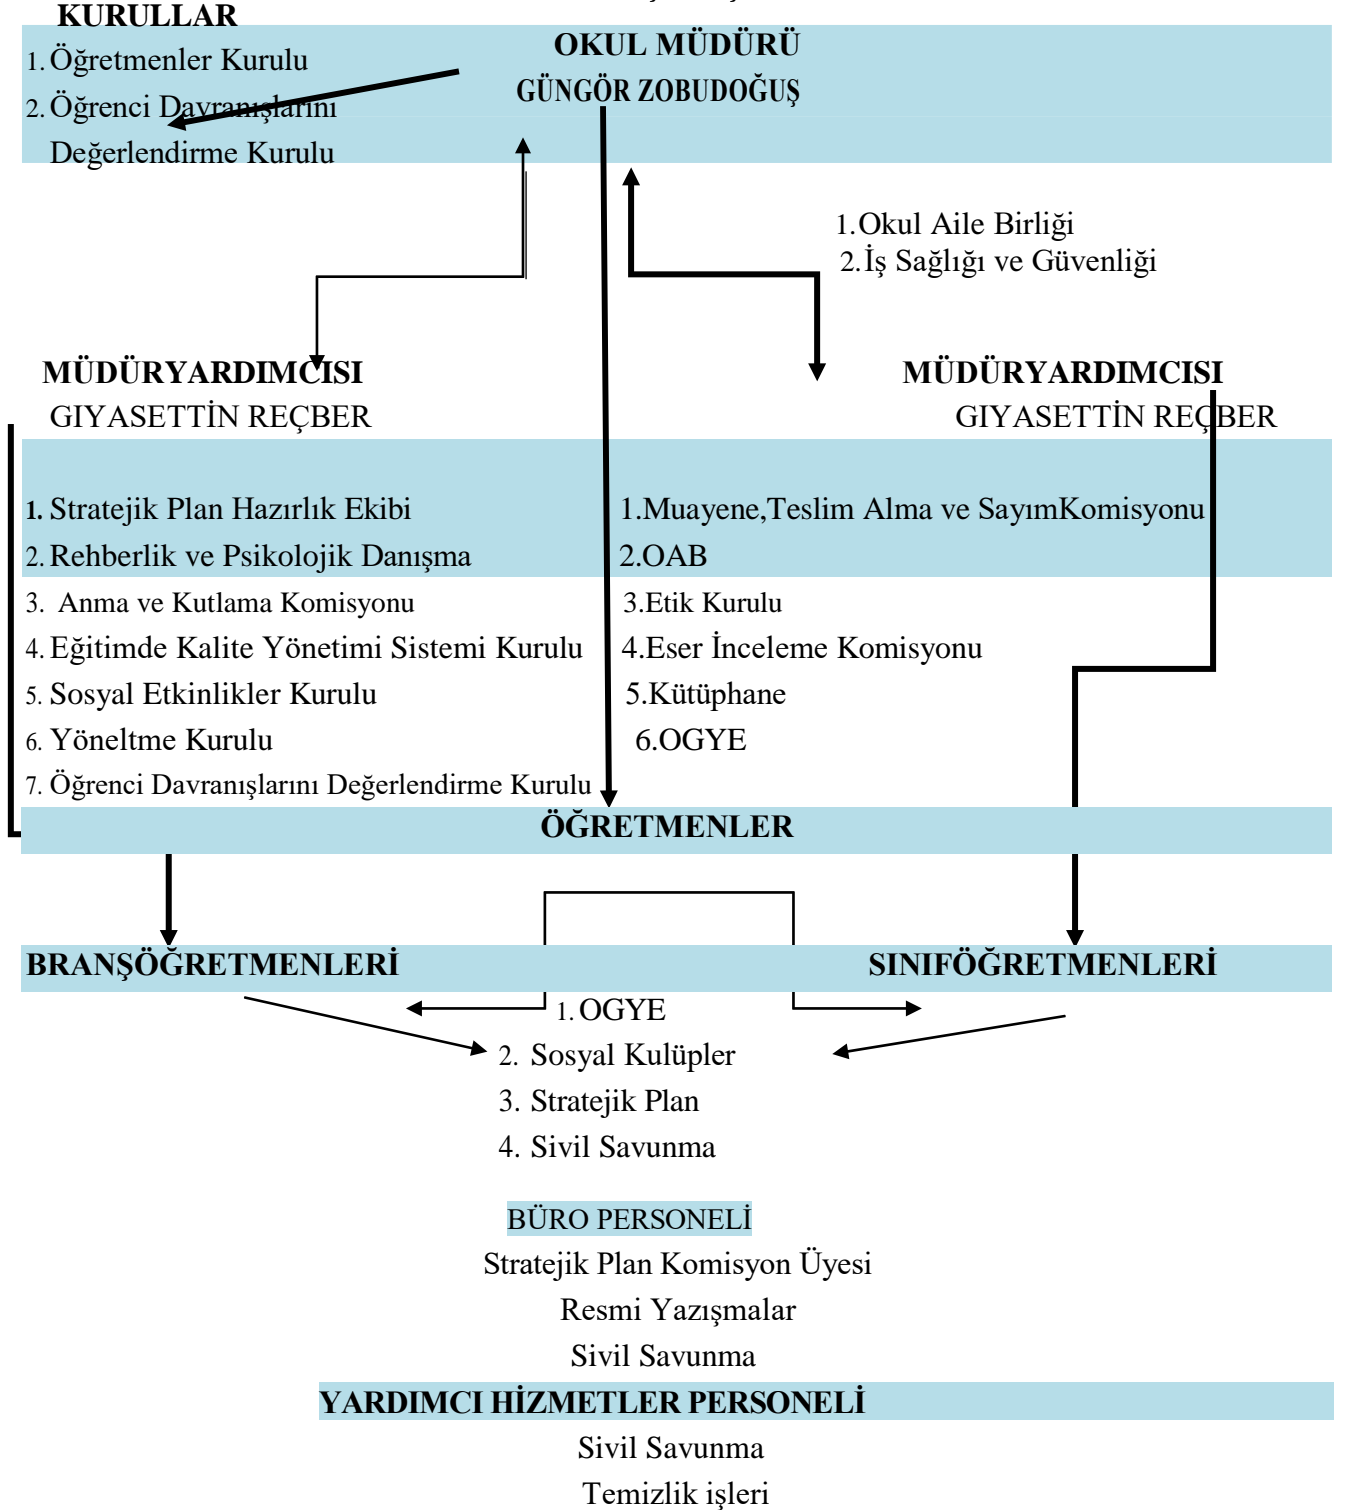 KURULLAR
OKUL MÜDÜRÜ
GÜNGÖR ZOBUDOĞUŞ
1. Öğretmenler Kurulu
2. Öğrenci Davranışlarını
Değerlendirme Kurulu
1.Okul Aile Birliği
2.İş Sağlığı ve Güvenliği
MÜDÜRYARDIMCISI
GIYASETTİN REÇBER
MÜDÜRYARDIMCISI
GIYASETTİN REÇBER
1. Stratejik Plan Hazırlık Ekibi
2. Rehberlik ve Psikolojik Danışma
3. Anma ve Kutlama Komisyonu
4. Eğitimde Kalite Yönetimi Sistemi Kurulu
5. Sosyal Etkinlikler Kurulu
6. Yöneltme Kurulu
7. Öğrenci Davranışlarını Değerlendirme Kurulu
1.Muayene,Teslim Alma ve SayımKomisyonu
2.OAB
3.Etik Kurulu
4.Eser İnceleme Komisyonu
5.Kütüphane
6.OGYE
ÖĞRETMENLER
BRANŞÖĞRETMENLERİ
SINIFÖĞRETMENLERİ
1. OGYE
2. Sosyal Kulüpler
3. Stratejik Plan
4. Sivil Savunma
BÜRO PERSONELİ
Stratejik Plan Komisyon Üyesi
Resmi Yazışmalar
Sivil Savunma
YARDIMCI HİZMETLER PERSONELİ
Sivil Savunma
Temizlik işleri